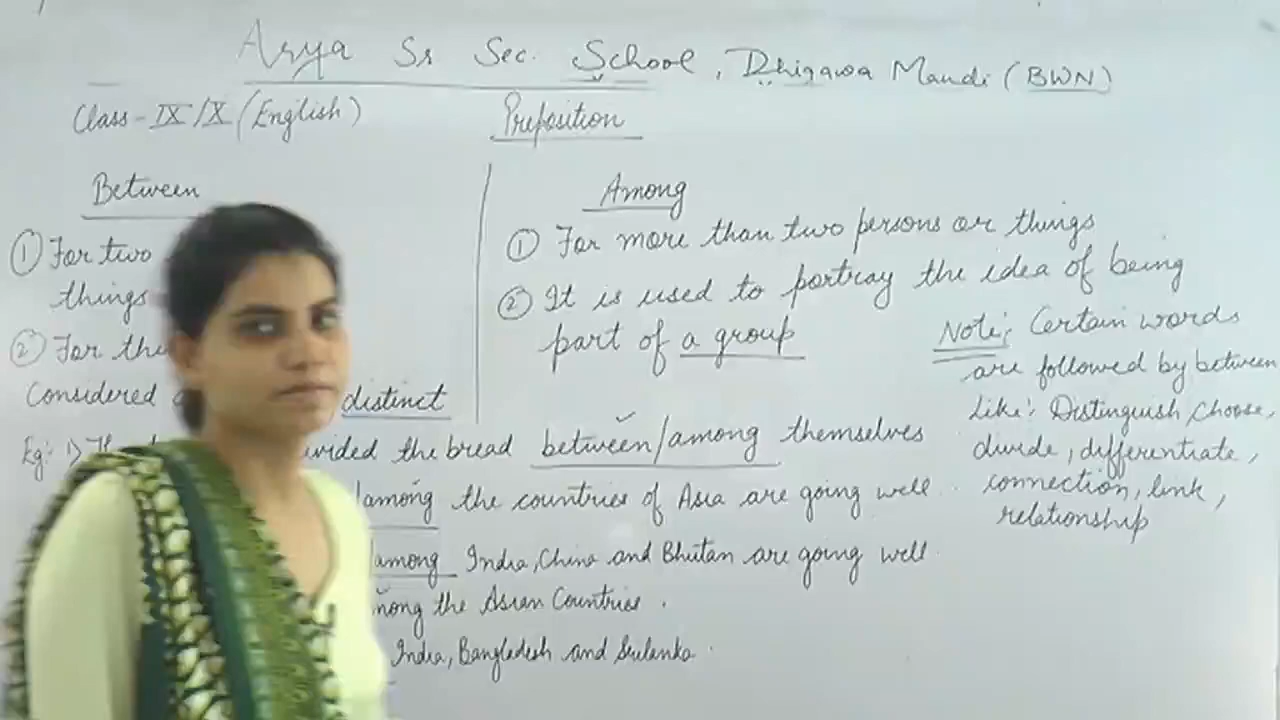 Arya Sr Sec. School, Dhigawa Mandi (BWN)
Class - IX/X (English)
Preposition
Between
① For two
things
② For
Considered
distinct
Among
① For more than two persons or things
② It is used to portray the idea of being
part of a group
Note: Certain words
are followed by between
like: Distinguish, choose,
divide, differentiate,
connection, link,
relationship
Eg: 1)
the bread between/among themselves
/among the countries of Asia are going well
among India, China and Bhutan are going well
the Asian Countries.
India, Bangladesh and Srilanka.